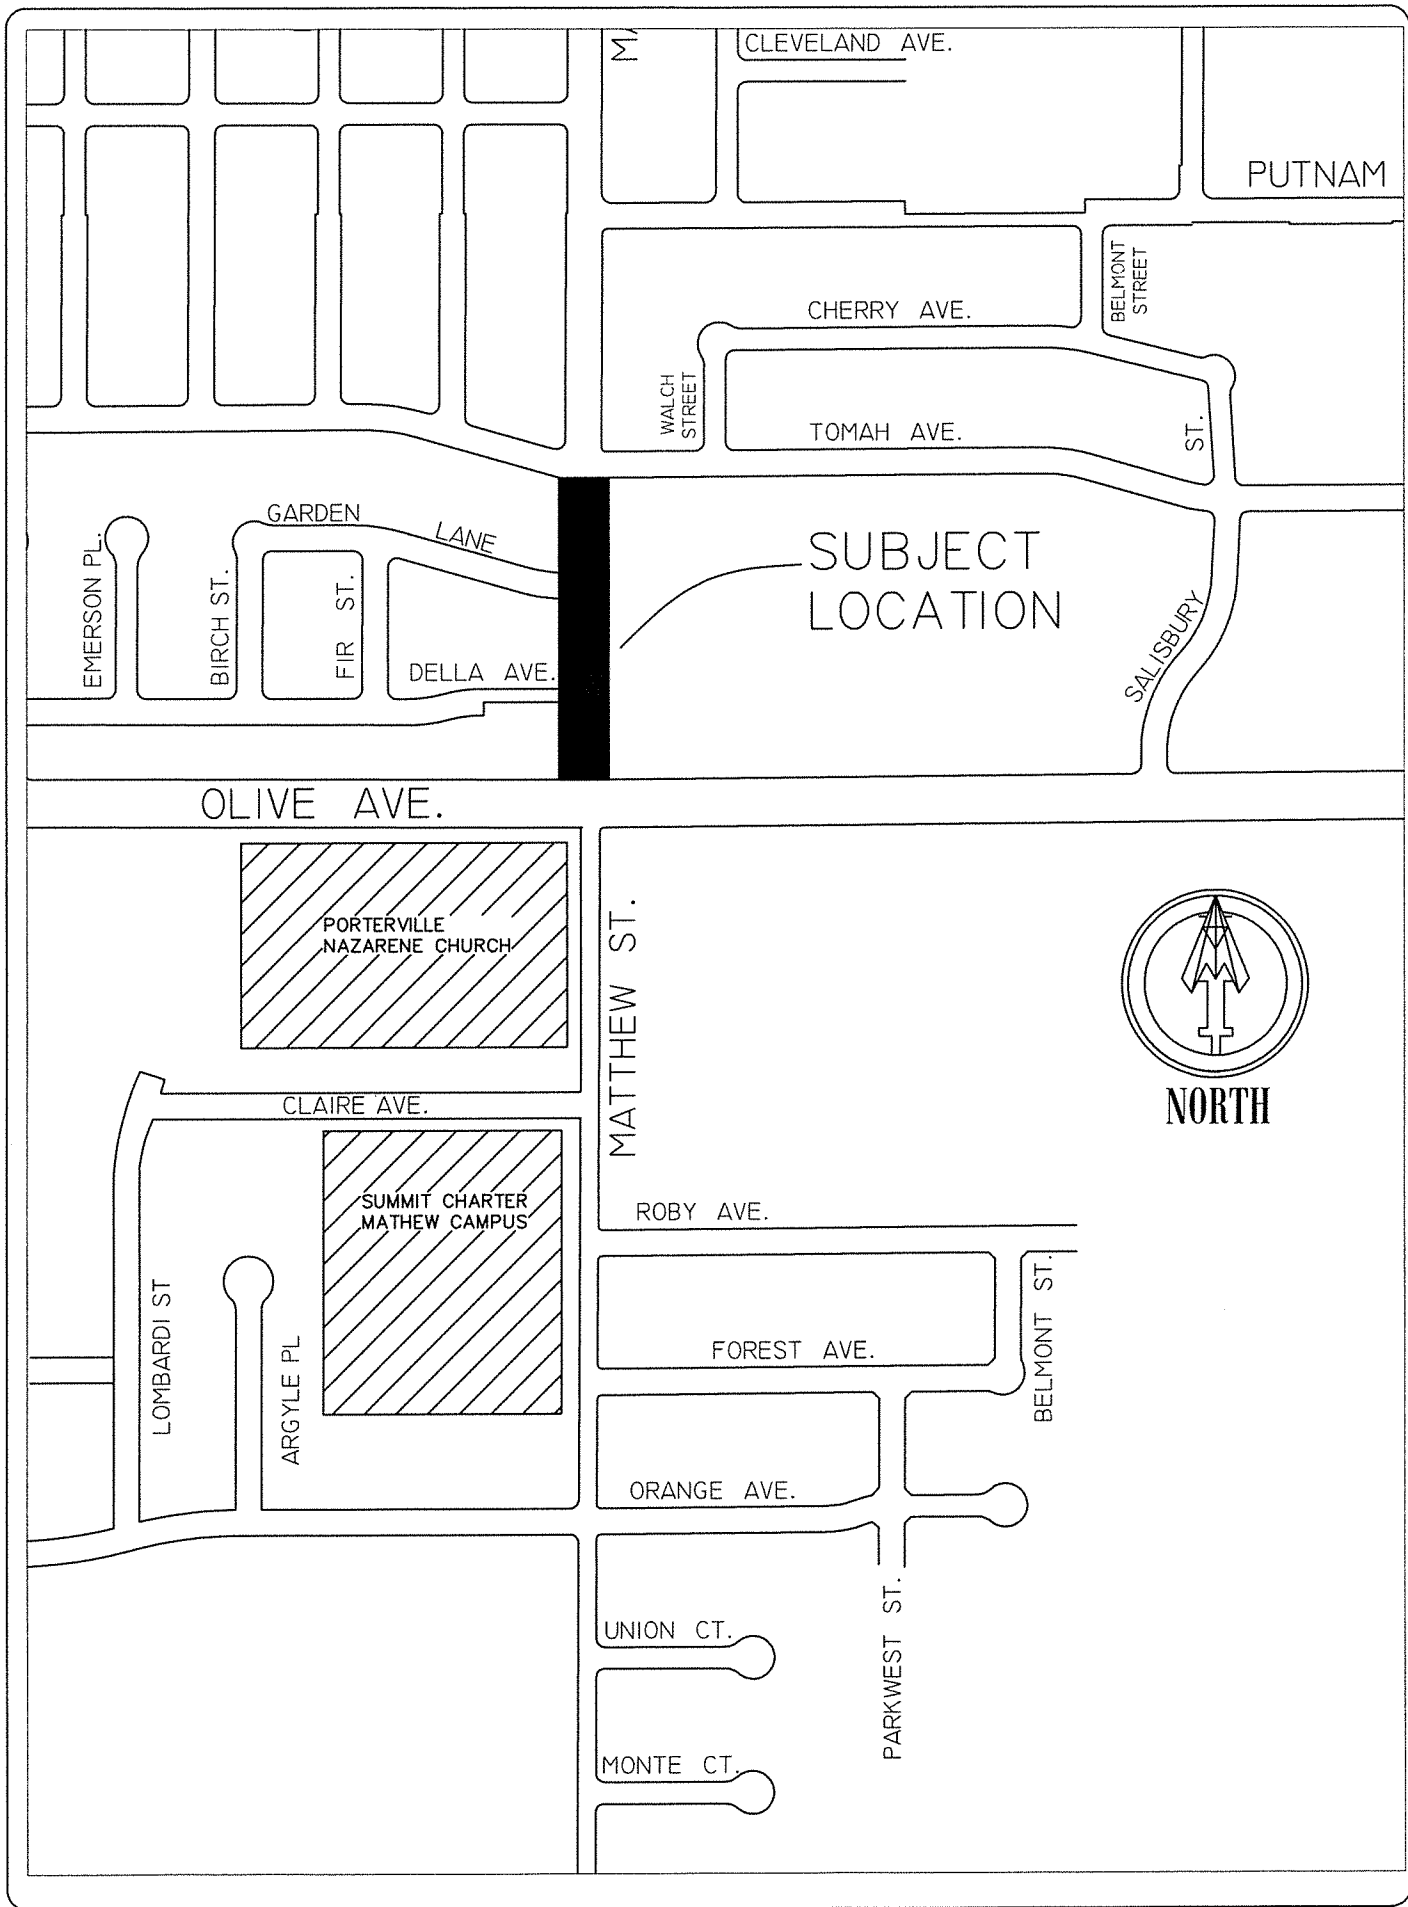 MA
CLEVELAND AVE.
PUTNAM
BELMONT
STREET
CHERRY AVE.
WALCH
STREET
TOMAH AVE.
ST.
GARDEN
LANE
SUBJECT
LOCATION
EMERSON PL.
BIRCH ST.
FIR ST.
DELLA AVE.
SALISBURY
OLIVE AVE.
PORTERVILLE
NAZARENE CHURCH
MATTHEW ST.
NORTH
CLAIRE AVE.
SUMMIT CHARTER
MATHEW CAMPUS
ROBY AVE.
LOMBARDI ST
ARGYLE PL
FOREST AVE.
BELMONT ST.
ORANGE AVE.
UNION CT.
PARKWEST ST.
MONTE CT.